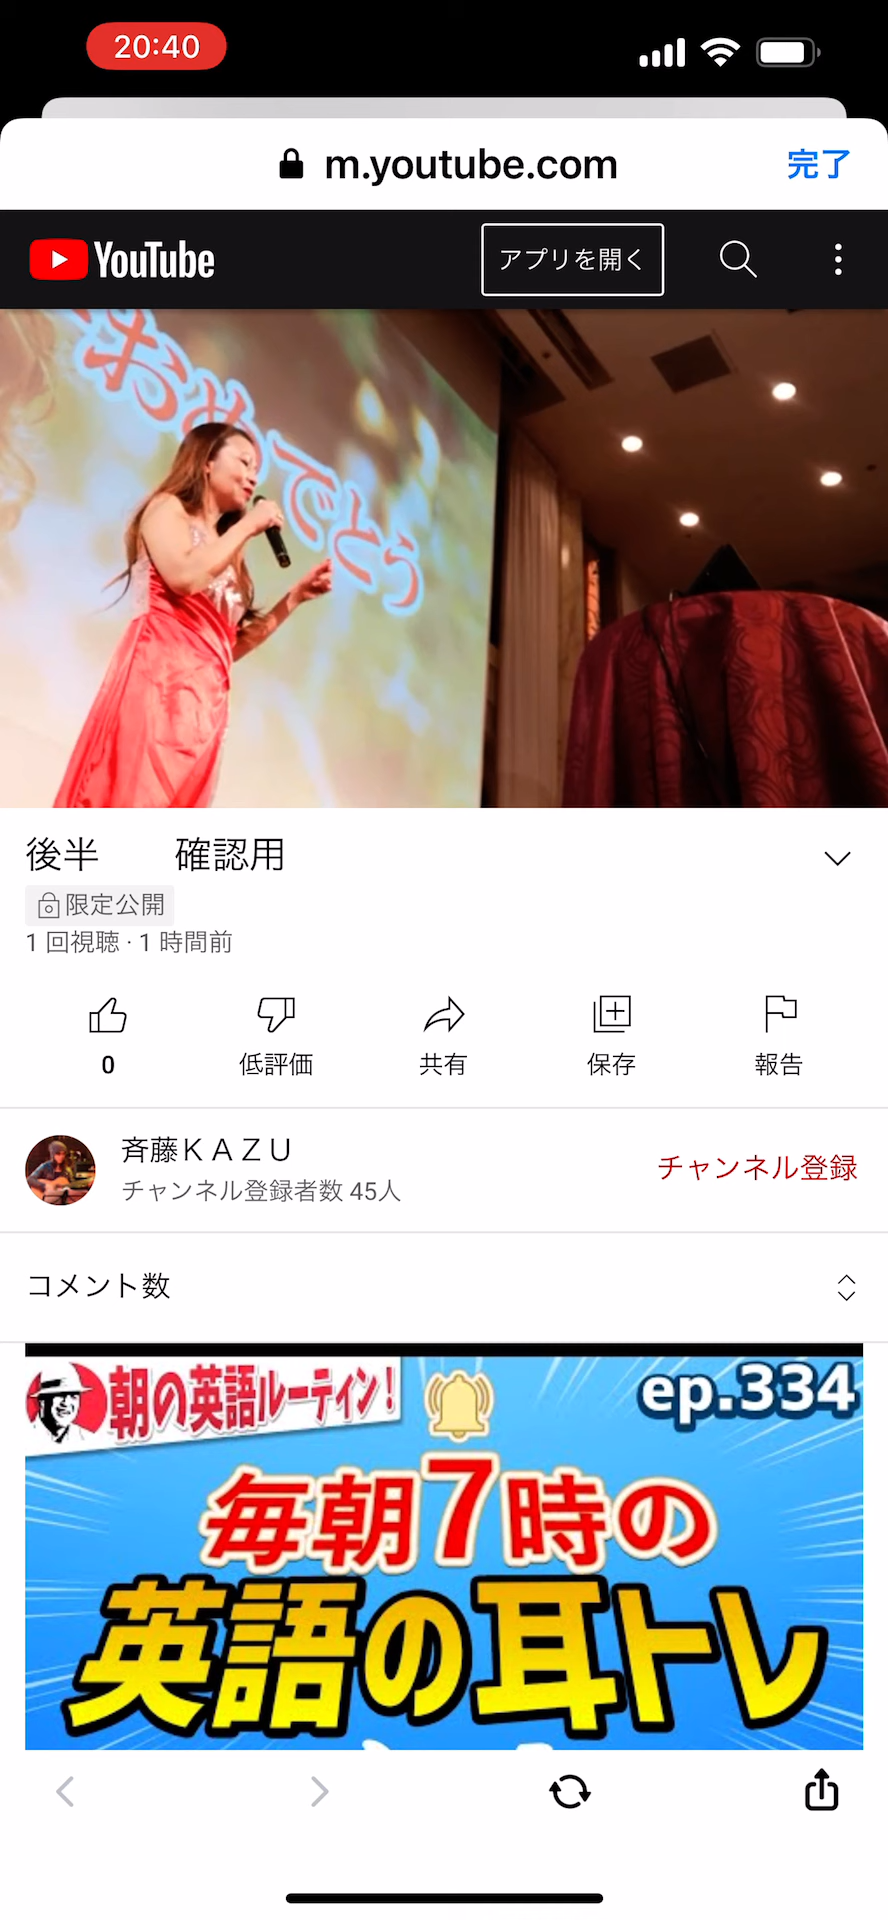 20:40
m.youtube.com
完了
YouTube
アプリを開く
おめでとう
後半　　確認用
限定公開
1 回視聴 · 1 時間前
0
低評価
共有
保存
報告
斉藤ＫＡＺＵ
チャンネル登録者数 45人
チャンネル登録
コメント数
朝の英語ルーティン!
ep.334
毎朝7時の
英語の耳トレ